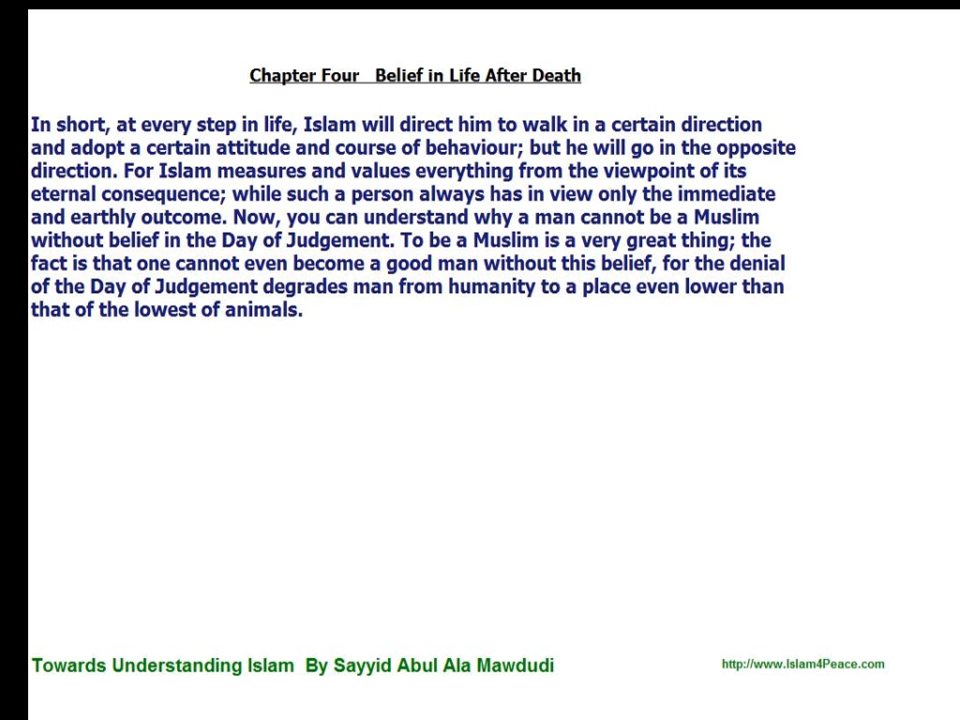 Chapter Four   Belief in Life After Death
In short, at every step in life, Islam will direct him to walk in a certain direction
and adopt a certain attitude and course of behaviour; but he will go in the opposite
direction. For Islam measures and values everything from the viewpoint of its
eternal consequence; while such a person always has in view only the immediate
and earthly outcome. Now, you can understand why a man cannot be a Muslim
without belief in the Day of Judgement. To be a Muslim is a very great thing; the
fact is that one cannot even become a good man without this belief, for the denial
of the Day of Judgement degrades man from humanity to a place even lower than
that of the lowest of animals.
Towards Understanding Islam  By Sayyid Abul Ala Mawdudi
http://www.Islam4Peace.com